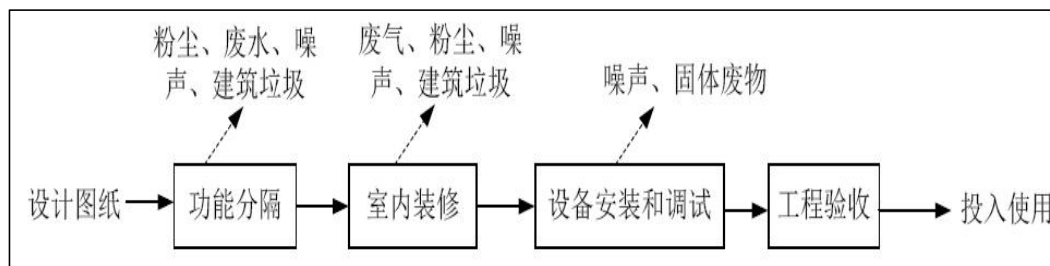 粉尘、废水、噪
声、建筑垃圾
废气、粉尘、噪
声、建筑垃圾
噪声、固体废物
设计图纸
功能分隔
室内装修
设备安装和调试
工程验收
投入使用